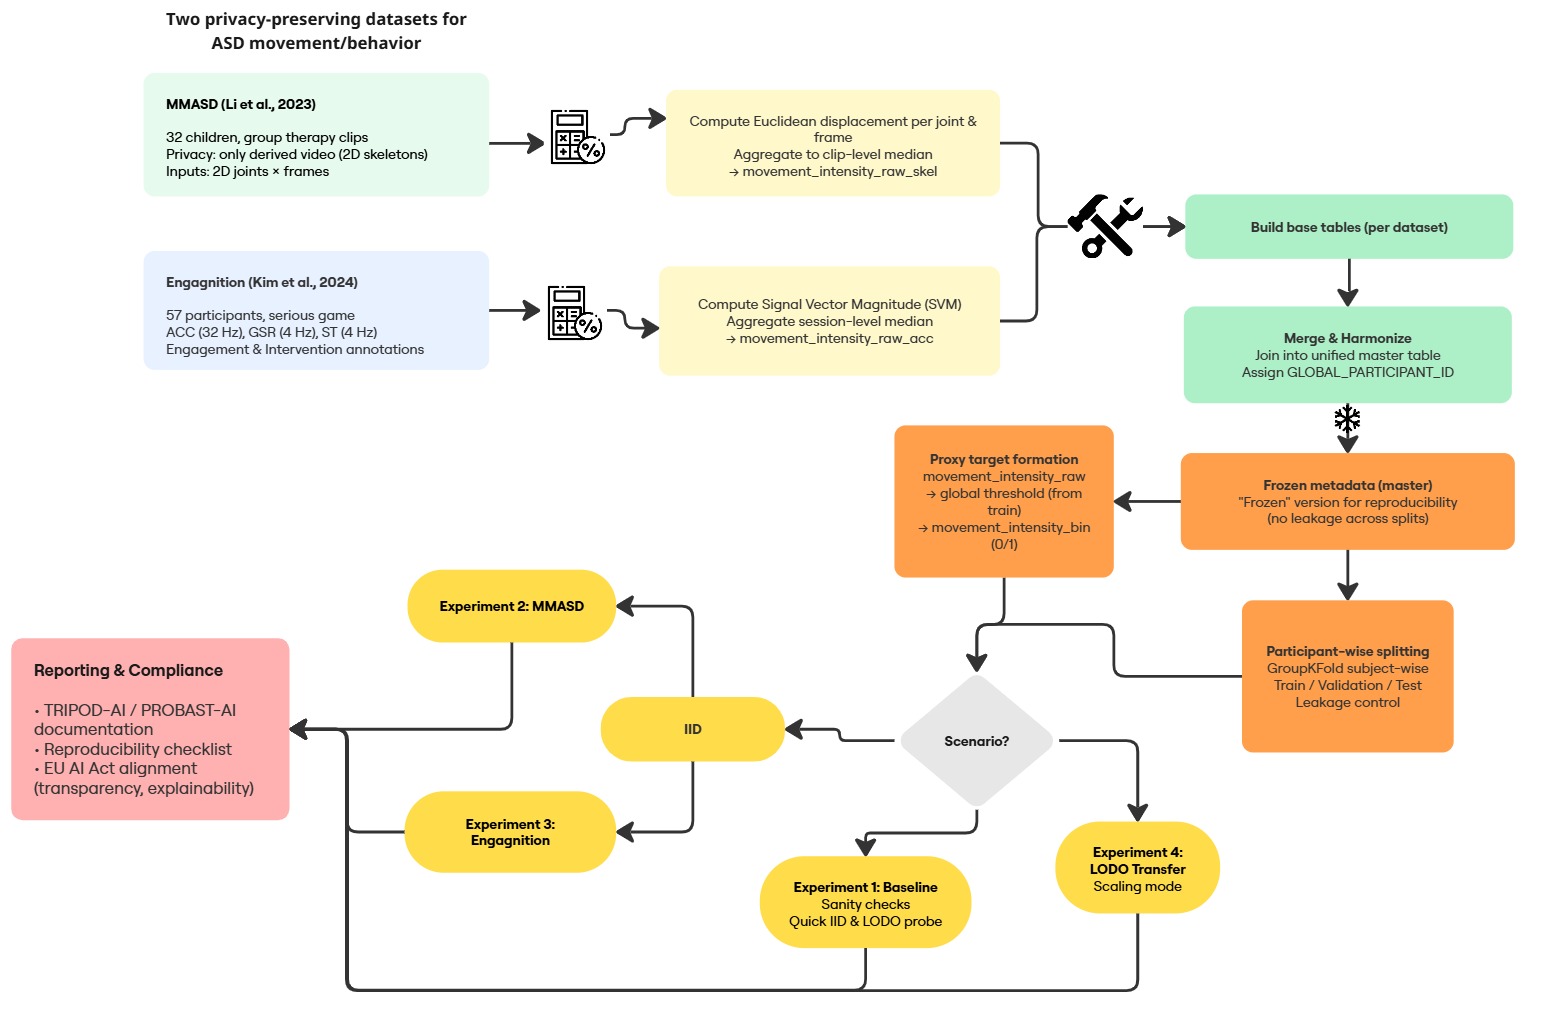 Two privacy-preserving datasets for
ASD movement/behavior
MMASD (Li et al., 2023)
32 children, group therapy clips
Privacy: only derived video (2D skeletons)
Inputs: 2D joints × frames
Compute Euclidean displacement per joint &
frame
Aggregate to clip-level median
→ movement_intensity_raw_skel
Engagnition (Kim et al., 2024)
57 participants, serious game
ACC (32 Hz), GSR (4 Hz), ST (4 Hz)
Engagement & Intervention annotations
Compute Signal Vector Magnitude (SVM)
Aggregate session-level median
→ movement_intensity_raw_acc
Build base tables (per dataset)
Merge & Harmonize
Join into unified master table
Assign GLOBAL_PARTICIPANT_ID
Frozen metadata (master)
"Frozen" version for reproducibility
(no leakage across splits)
Proxy target formation
movement_intensity_raw
→ global threshold (from
train)
→ movement_intensity_bin
(0/1)
Participant-wise splitting
GroupKFold subject-wise
Train / Validation / Test
Leakage control
Scenario?
IID
Experiment 2: MMASD
Experiment 3:
Engagnition
Experiment 1: Baseline
Sanity checks
Quick IID & LODO probe
Experiment 4:
LODO Transfer
Scaling mode
Reporting & Compliance
• TRIPOD-AI / PROBAST-AI
documentation
• Reproducibility checklist
• EU AI Act alignment
(transparency, explainability)
%
%